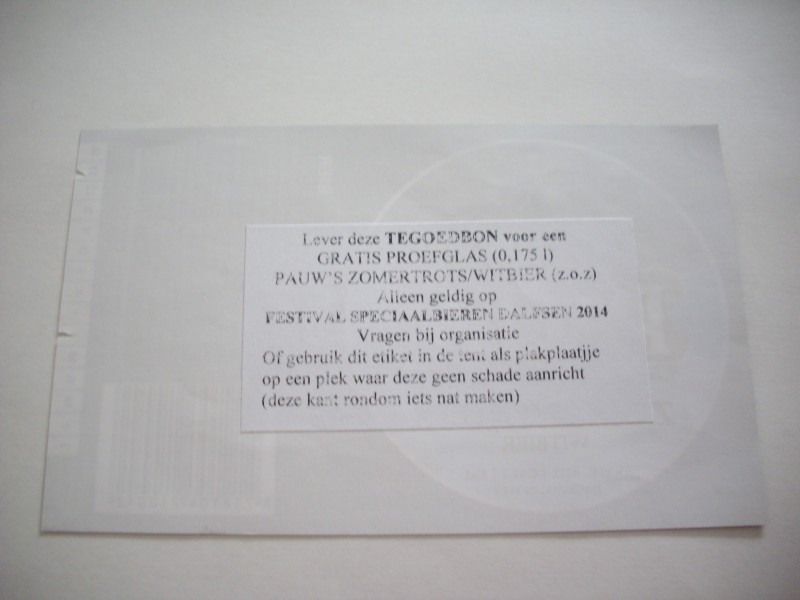 Lever deze TEGOEDBON voor een
GRATIS PROEFGLAS (0,175 l)
PAUW'S ZOMERTROTS/WITBIER (z.o.z)
Alleen geldig op
FESTIVAL SPECIAALBIEREN DALFSEN 2014
Vragen bij organisatie
Of gebruik dit etiket in de tent als plakplaatjje
op een plek waar deze geen schade aanricht
(deze kant rondom iets nat maken)